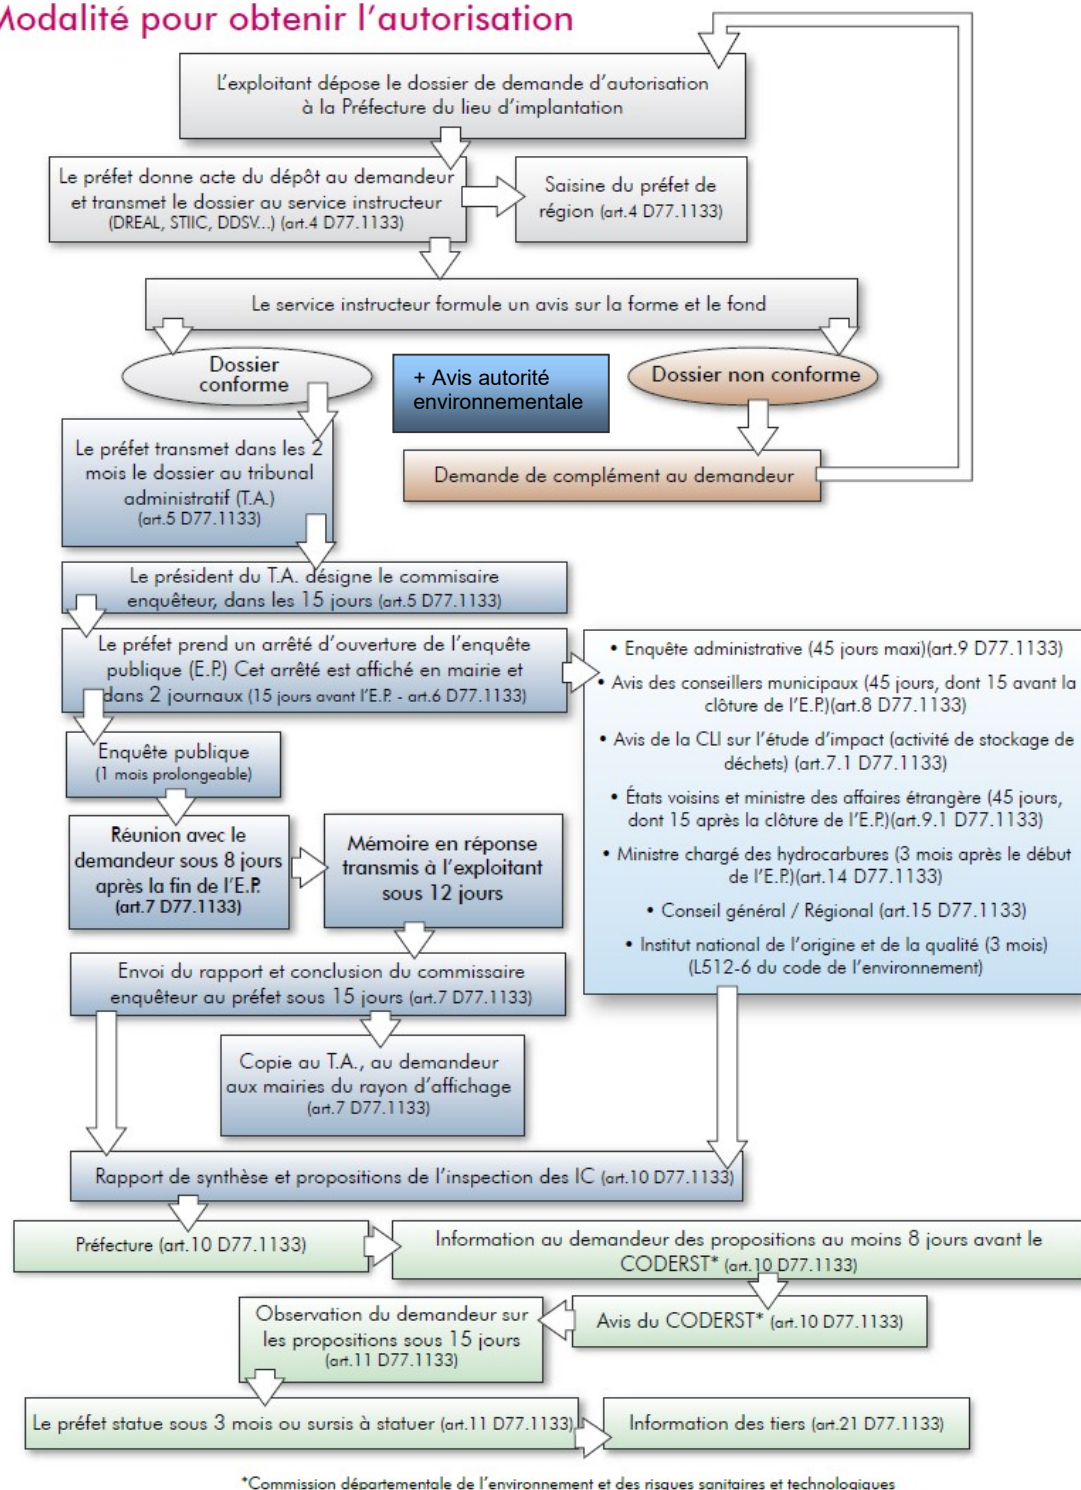 Modalité pour obtenir l'autorisation
L'exploitant dépose le dossier de demande d'autorisation
à la Préfecture du lieu d'implantation
Le préfet donne acte du dépôt au demandeur
et transmet le dossier au service instructeur
(DREAL, STIIC, DDSV...) (art.4 D77.1133)
Saisine du préfet de
région (art.4 D77.1133)
Le service instructeur formule un avis sur la forme et le fond
Dossier
conforme
+ Avis autorité
environnementale
Dossier non conforme
Le préfet transmet dans les 2
mois le dossier au tribunal
administratif (T.A.)
(art.5 D77.1133)
Demande de complément au demandeur
Le président du T.A. désigne le commisaire
enquêteur, dans les 15 jours (art.5 D77.1133)
Le préfet prend un arrêté d'ouverture de l'enquête
publique (E.P.) Cet arrêté est affiché en mairie et
dans 2 journaux (15 jours avant l'E.P. - art.6 D77.1133)
• Enquête administrative (45 jours maxi)(art.9 D77.1133)
• Avis des conseillers municipaux (45 jours, dont 15 avant la
clôture de l'E.P.)(art.8 D77.1133)
• Avis de la CLI sur l'étude d'impact (activité de stockage de
déchets) (art.7.1 D77.1133)
• États voisins et ministre des affaires étrangère (45 jours,
dont 15 après la clôture de l'E.P.)(art.9.1 D77.1133)
• Ministre chargé des hydrocarbures (3 mois après le début
de l'E.P.)(art.14 D77.1133)
• Conseil général / Régional (art.15 D77.1133)
• Institut national de l'origine et de la qualité (3 mois)
(L512-6 du code de l'environnement)
Enquête publique
(1 mois prolongeable)
Réunion avec le
demandeur sous 8 jours
après la fin de l'E.P.
(art.7 D77.1133)
Mémoire en réponse
transmis à l'exploitant
sous 12 jours
Envoi du rapport et conclusion du commissaire
enquêteur au préfet sous 15 jours (art.7 D77.1133)
Copie au T.A., au demandeur
aux mairies du rayon d'affichage
(art.7 D77.1133)
Rapport de synthèse et propositions de l'inspection des IC (art.10 D77.1133)
Préfecture (art.10 D77.1133)
Information au demandeur des propositions au moins 8 jours avant le
CODERST* (art.10 D77.1133)
Avis du CODERST* (art.10 D77.1133)
Observation du demandeur sur
les propositions sous 15 jours
(art.11 D77.1133)
Le préfet statue sous 3 mois ou sursis à statuer (art.11 D77.1133)
Information des tiers (art.21 D77.1133)
*Commission départementale de l'environnement et des risques sanitaires et technologiques